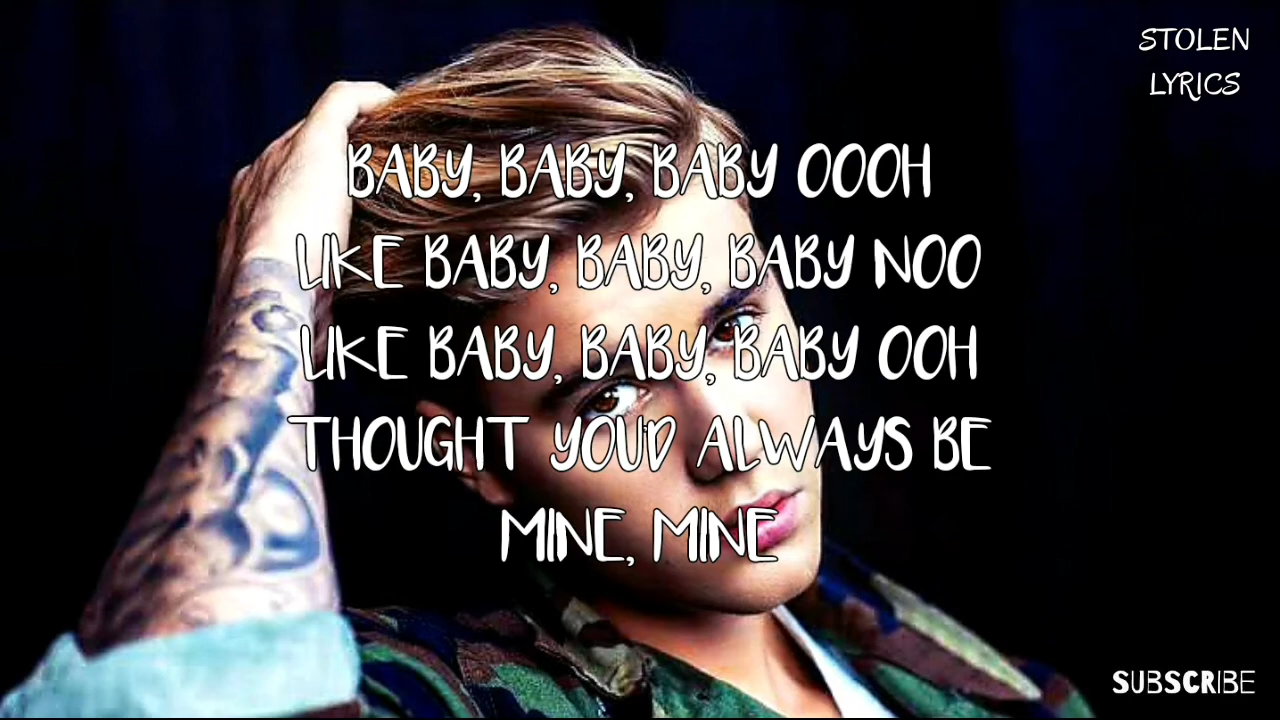 STOLEN
LYRICS
BABY, BABY, BABY OOOH
LIKE BABY, BABY, BABY NOO
LIKE BABY, BABY, BABY OOH
THOUGHT YOU'D ALWAYS BE
MINE, MINE
SUBSCRIBE